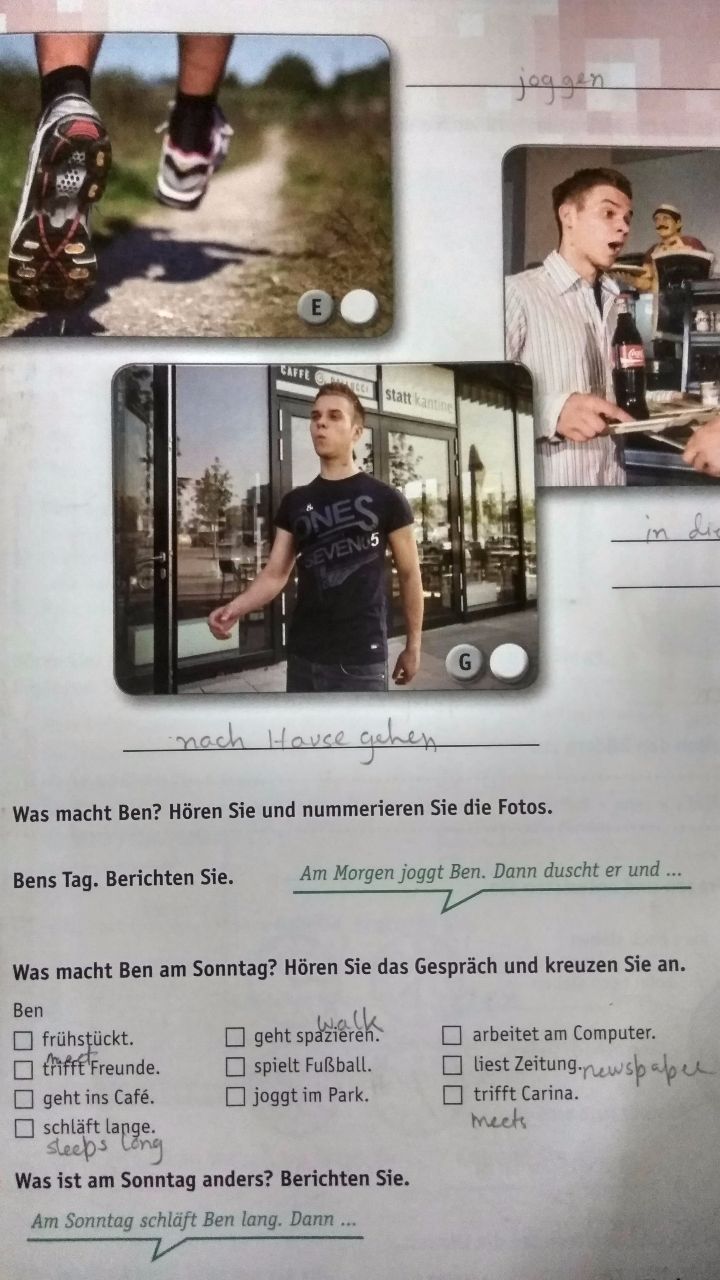 joggen
E
CAFFÈ
statt kantine
ONES
SEVEN
5
G
in die
nach Hause gehen
Was macht Ben? Hören Sie und nummerieren Sie die Fotos.
Bens Tag. Berichten Sie.
Am Morgen joggt Ben. Dann duscht er und ...
Was macht Ben am Sonntag? Hören Sie das Gespräch und kreuzen Sie an.
Ben
walk
frühstückt. geht spazieren. arbeitet am Computer.
meet
trifft Freunde. spielt Fußball. liest Zeitung. newspaper
geht ins Café. joggt im Park. trifft Carina.
meets
schläft lange.
sleeps long
Was ist am Sonntag anders? Berichten Sie.
Am Sonntag schläft Ben lang. Dann ...